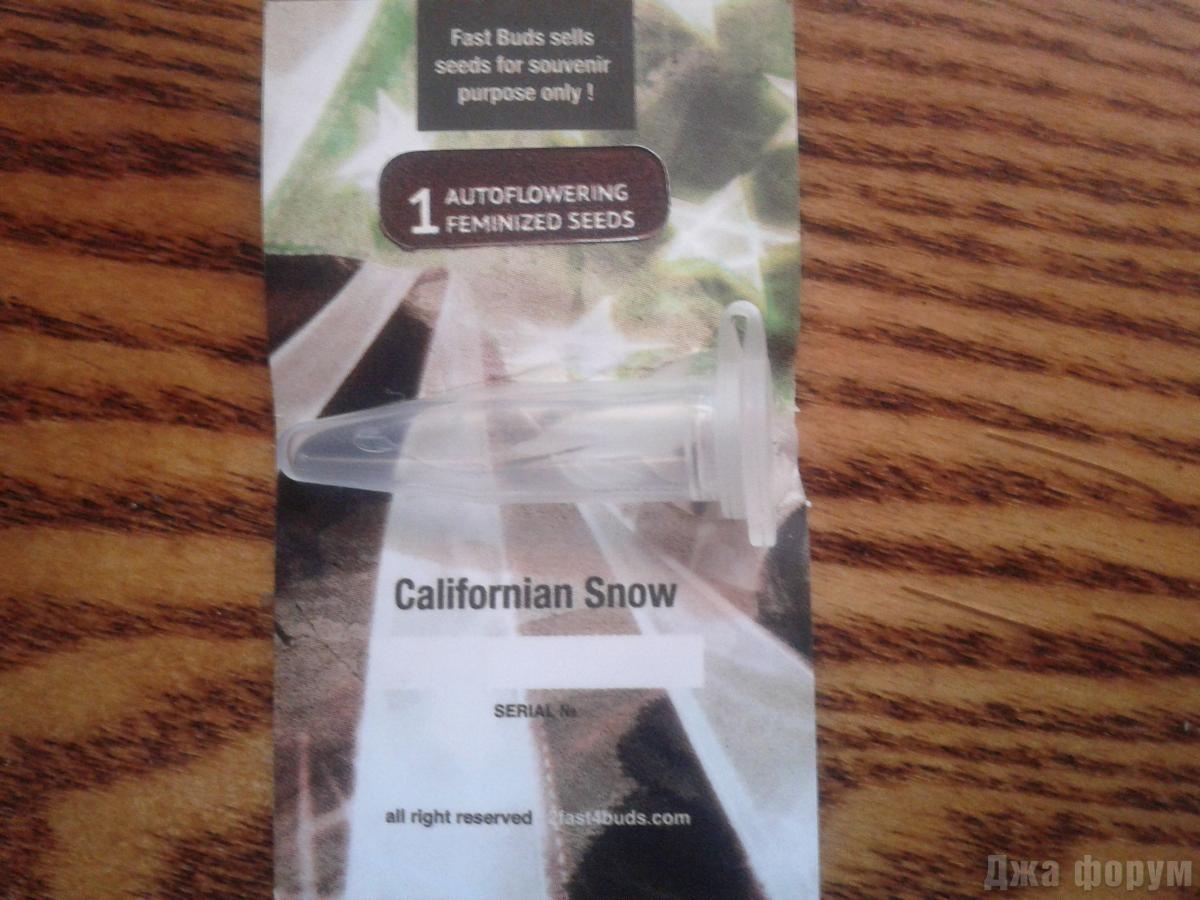 Fast Buds sells
seeds for souvenir
purpose only !
1 AUTOFLOWERING
FEMINIZED SEEDS
Californian Snow
SERIAL №
all right reserved 2fast4buds.com
Джа форум